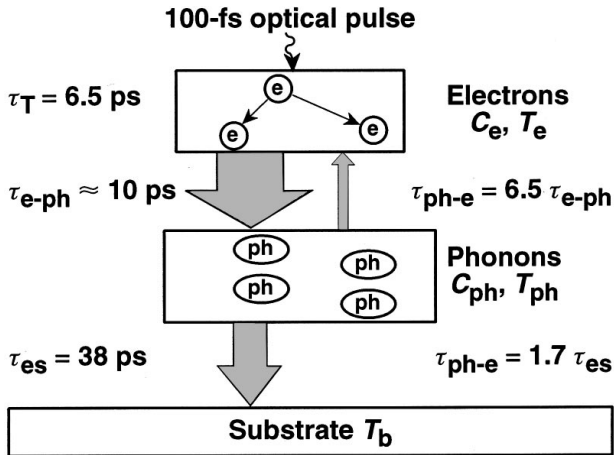 100-fs optical pulse
τT = 6.5 ps
e
e
e
Electrons
Ce, Te
τe-ph ≈ 10 ps
τph-e = 6.5 τe-ph
ph
ph
ph
ph
Phonons
Cph, Tph
τes = 38 ps
τph-e = 1.7 τes
Substrate Tb